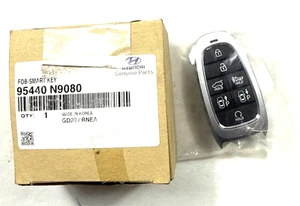 FOB-SMART KEY
95440 N9080
HYUNDAI
Genuine Parts
QTY: 1
MADE IN KOREA